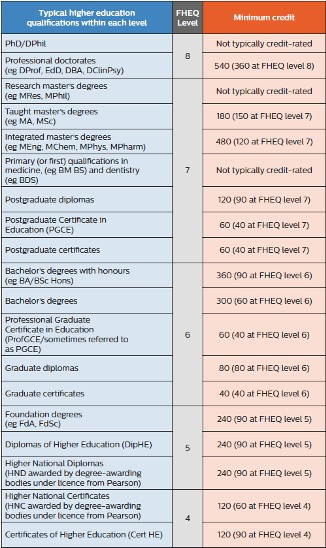 Typical higher education
qualifications within each level
FHEQ
Level
Minimum credit
PhD/DPhil
Not typically credit-rated
Professional doctorates
(eg DProf, EdD, DBA, DClinPsy)
8
540 (360 at FHEQ level 8)
Research master's degrees
(eg MRes, MPhil)
Not typically credit-rated
Taught master's degrees
(eg MA, MSc)
180 (150 at FHEQ level 7)
Integrated master's degrees
(eg MEng, MChem, MPhys, MPharm)
480 (120 at FHEQ level 7)
Primary (or first) qualifications in
medicine, (eg BM BS) and dentistry
(eg BDS)
7
Not typically credit-rated
Postgraduate diplomas
120 (90 at FHEQ level 7)
Postgraduate Certificate in
Education (PGCE)
60 (40 at FHEQ level 7)
Postgraduate certificates
60 (40 at FHEQ level 7)
Bachelor's degrees with honours
(eg BA/BSc Hons)
360 (90 at FHEQ level 6)
Bachelor's degrees
300 (60 at FHEQ level 6)
Professional Graduate
Certificate in Education
(ProfGCE/sometimes referred to
as PGCE)
6
60 (40 at FHEQ level 6)
Graduate diplomas
80 (80 at FHEQ level 6)
Graduate certificates
40 (40 at FHEQ level 6)
Foundation degrees
(eg FdA, FdSc)
240 (90 at FHEQ level 5)
Diplomas of Higher Education (DipHE)
5
240 (90 at FHEQ level 5)
Higher National Diplomas
(HND awarded by degree-awarding
bodies under licence from Pearson)
240 (90 at FHEQ level 5)
Higher National Certificates
(HNC awarded by degree-awarding
bodies under licence from Pearson)
4
120 (60 at FHEQ level 4)
Certificates of Higher Education (Cert HE)
120 (90 at FHEQ level 4)